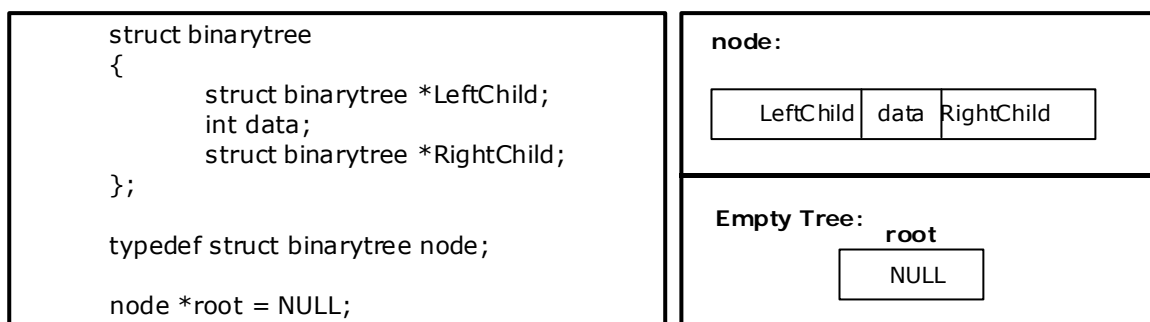 struct binarytree
{
struct binarytree *LeftChild;
int data;
struct binarytree *RightChild;
};
typedef struct binarytree node;
node *root = NULL;
node:
LeftChild data RightChild
Empty Tree:
root
NULL